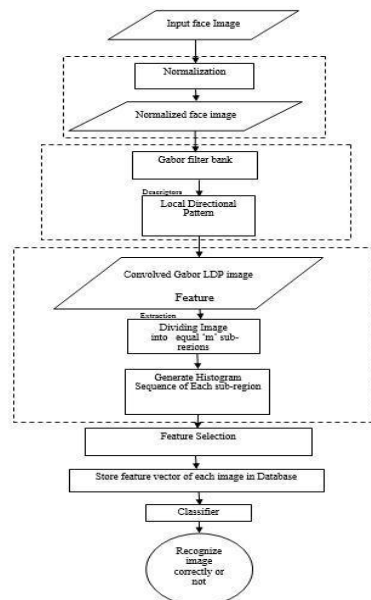 Input face Image
Normalization
Normalized face image
Gabor filter bank
Descriptors
Local Directional
Pattern
Convolved Gabor LDP image
Feature
Extraction
Dividing Image
into equal 'm' sub-
regions
Generate Histogram
Sequence of Each sub-region
Feature Selection
Store feature vector of each image in Database
Classifier
Recognize
image
correctly or
not